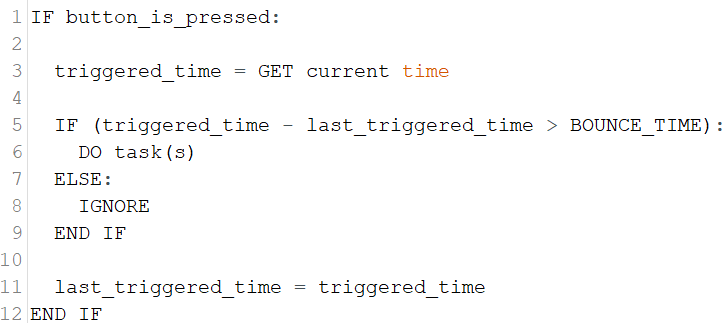 1 IF button_is_pressed:
2
3   triggered_time = GET current time
4
5   IF (triggered_time - last_triggered_time > BOUNCE_TIME):
6     DO task(s)
7   ELSE:
8     IGNORE
9   END IF
10
11   last_triggered_time = triggered_time
12 END IF